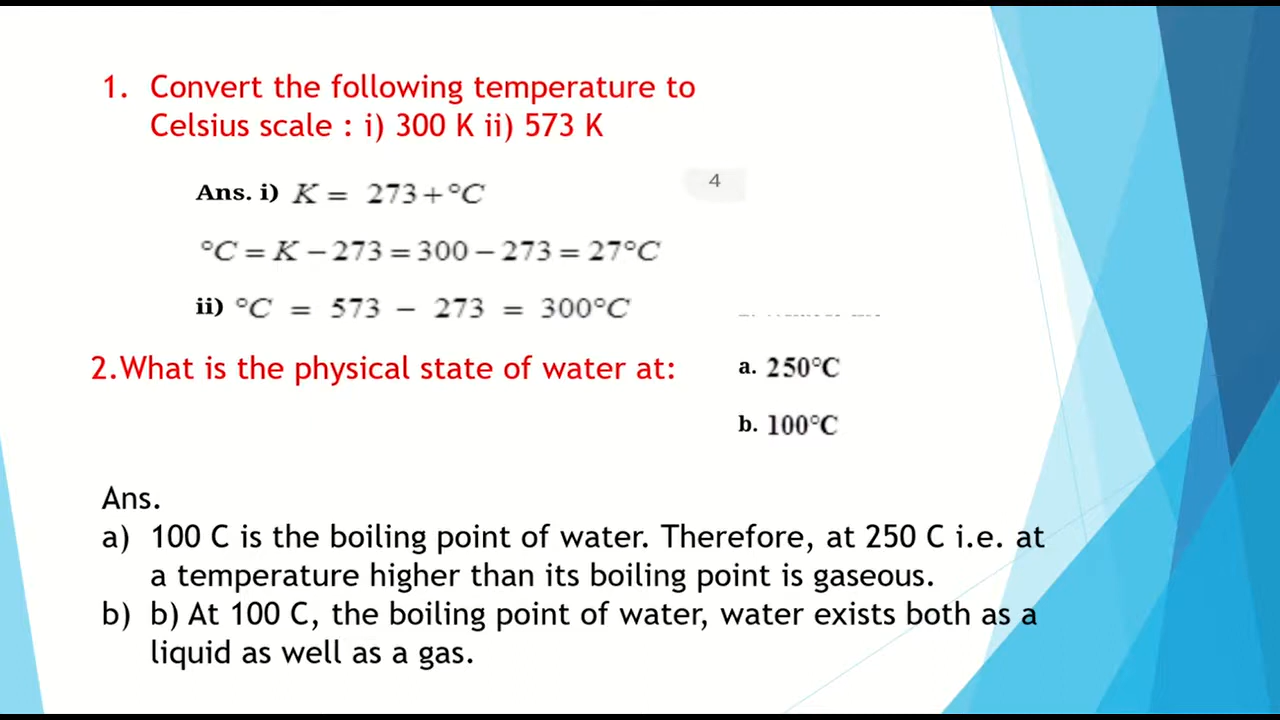 1. Convert the following temperature to
Celsius scale : i) 300 K ii) 573 K
Ans. i) K = 273+°C
4
°C = K – 273 = 300 – 273 = 27°C
ii) °C = 573 – 273 = 300°C
2.What is the physical state of water at:
a. 250°C
b. 100°C
Ans.
a) 100 C is the boiling point of water. Therefore, at 250 C i.e. at
a temperature higher than its boiling point is gaseous.
b) b) At 100 C, the boiling point of water, water exists both as a
liquid as well as a gas.